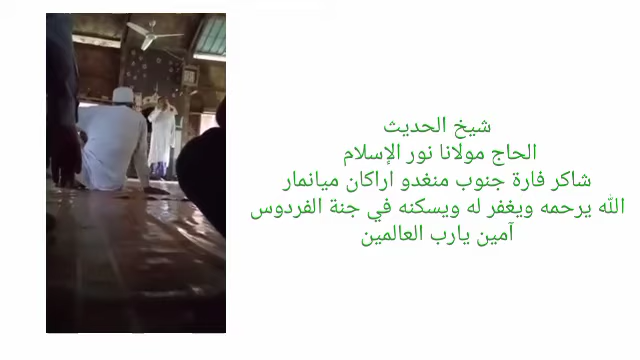 شيخ الحديث
الحاج مولانا نور الإسلام
شاكر فارة جنوب منغدو اراكان ميانمار
الله يرحمه ويغفر له ويسكنه في جنة الفردوس
آمين يارب العالمين